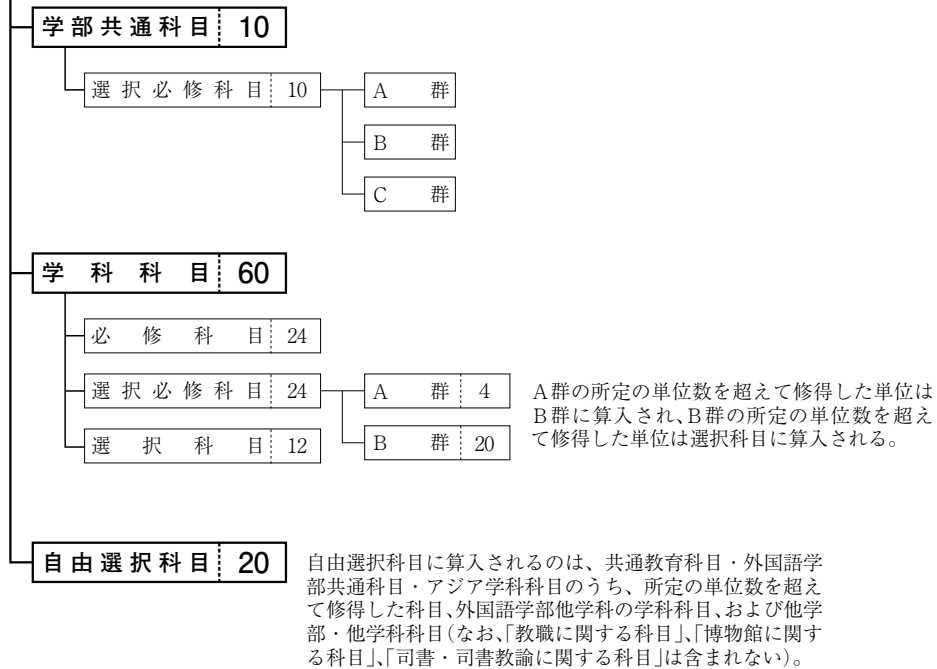 学部共通科目 10
選択必修科目 10
A 群
B 群
C 群
学科科目 60
必修科目 24
選択必修科目 24
A 群 4
A群の所定の単位数を超えて修得した単位は
B群に算入され、B群の所定の単位数を超え
て修得した単位は選択科目に算入される。
選択科目 12
B 群 20
自由選択科目 20
自由選択科目に算入されるのは、共通教育科目・外国語学
部共通科目・アジア学科科目のうち、所定の単位数を超え
て修得した科目、外国語学部他学科の学科科目、および他学
部・他学科科目(なお、「教職に関する科目」、「博物館に関す
る科目」、「司書・司書教諭に関する科目」は含まれない)。